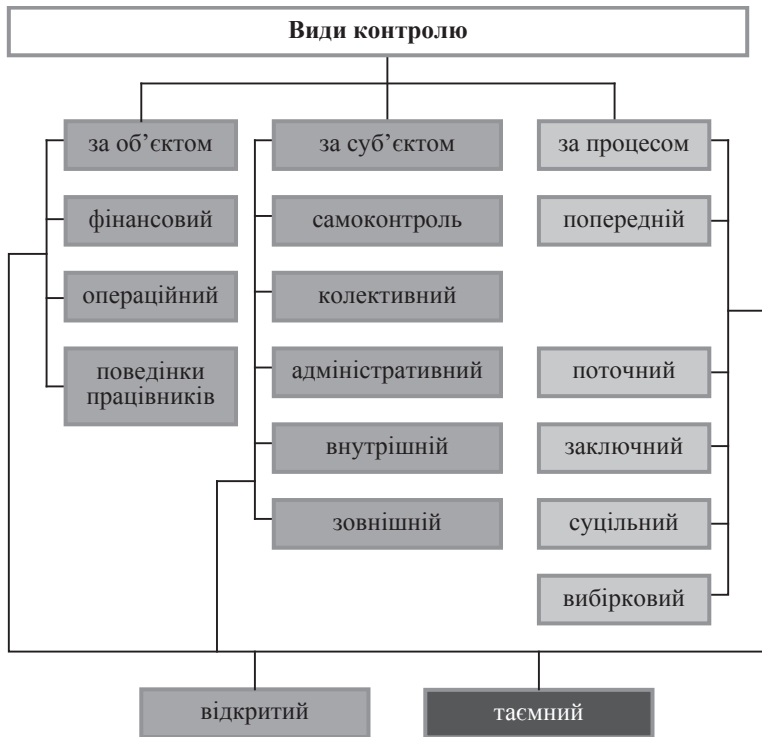 Види контролю
за об’єктом
фінансовий
операційний
поведінки
працівників
за суб’єктом
самоконтроль
колективний
адміністративний
внутрішній
зовнішній
за процесом
попередній
поточний
заключний
суцільний
вибірковий
відкритий
таємний